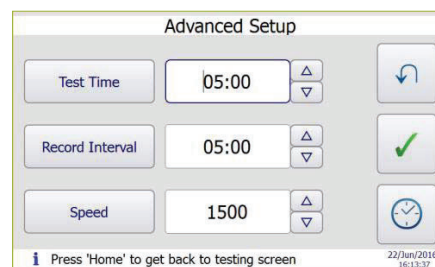 Advanced Setup
Test Time 05:00
Record Interval 05:00
Speed 1500
i Press 'Home' to get back to testing screen
22/Jun/2016
16:13:37